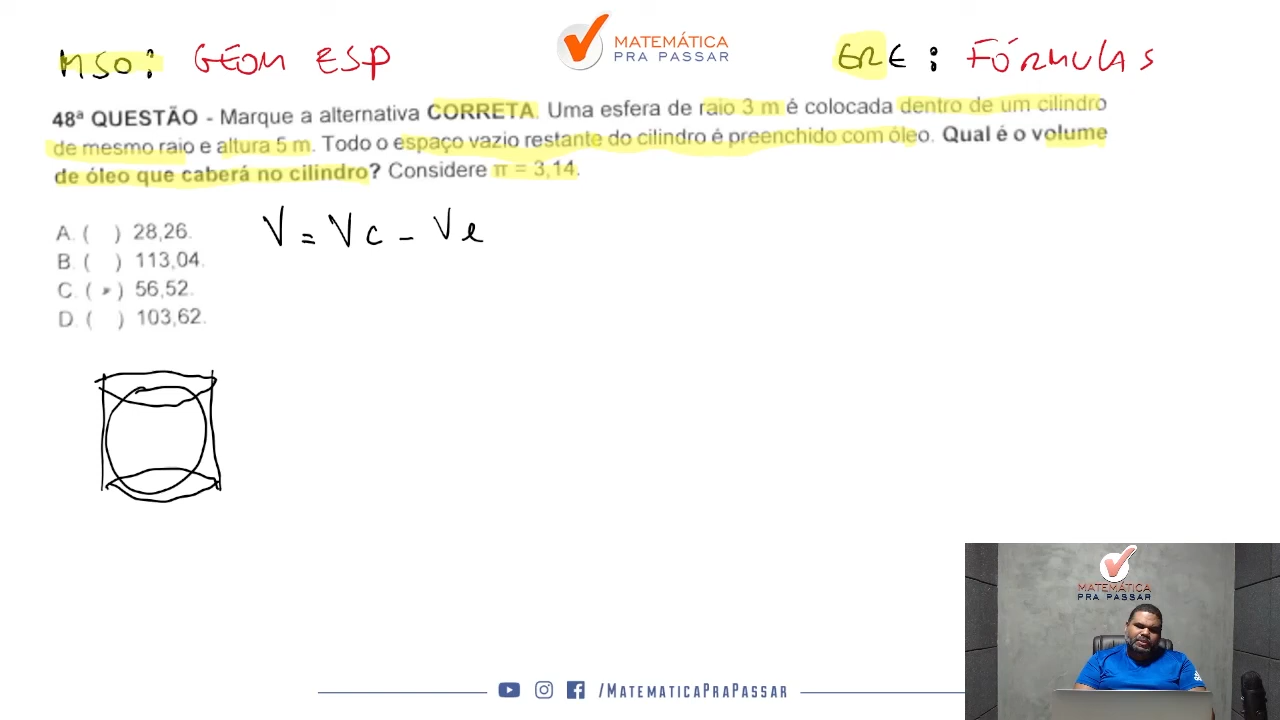 MSO: GEOM ESP
MATEMÁTICA
PRA PASSAR
ERE: FÓRMULAS
48ª QUESTÃO - Marque a alternativa CORRETA. Uma esfera de raio 3 m é colocada dentro de um cilindro
de mesmo raio e altura 5 m. Todo o espaço vazio restante do cilindro é preenchido com óleo. Qual é o volume
de óleo que caberá no cilindro? Considere π = 3,14.
V = Vc - Ve
A. ( ) 28,26.
B. ( ) 113,04.
C. ( ) 56,52.
D. ( ) 103,62.
MATEMÁTICA
PRA PASSAR
/MATEMATICAPRAPASSAR